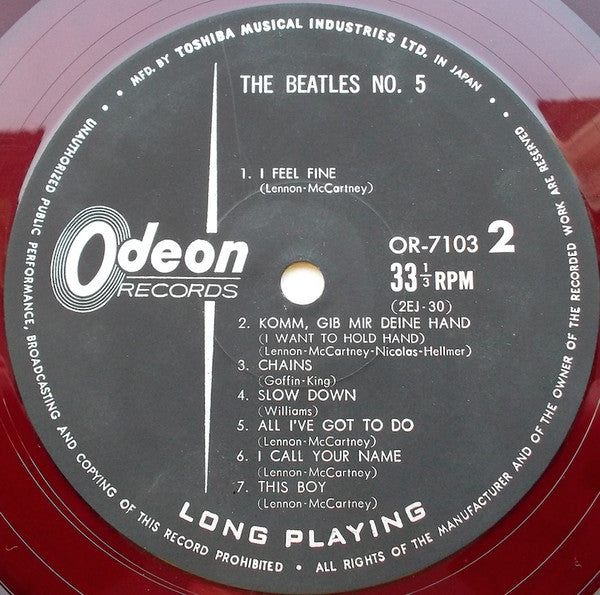 MFD. BY TOSHIBA MUSICAL INDUSTRIES LTD. IN JAPAN •
THE BEATLES NO. 5
1. I FEEL FINE
(Lennon-McCartney)
Odeon
RECORDS
OR-7103 2
33 1/3 RPM
(2EJ-30)
2. KOMM, GIB MIR DEINE HAND
(I WANT TO HOLD HAND)
(Lennon-McCartney-Nicolas-Hellmer)
3. CHAINS
(Goffin-King)
4. SLOW DOWN
(Williams)
5. ALL I'VE GOT TO DO
(Lennon-McCartney)
6. I CALL YOUR NAME
(Lennon-McCartney)
7. THIS BOY
(Lennon-McCartney)
LONG PLAYING
UNAUTHORIZED PUBLIC PERFORMANCE, BROADCASTING AND COPYING OF THIS RECORD PROHIBITED • ALL RIGHTS OF THE MANUFACTURER AND OF THE OWNER OF THE RECORDED WORK ARE RESERVED